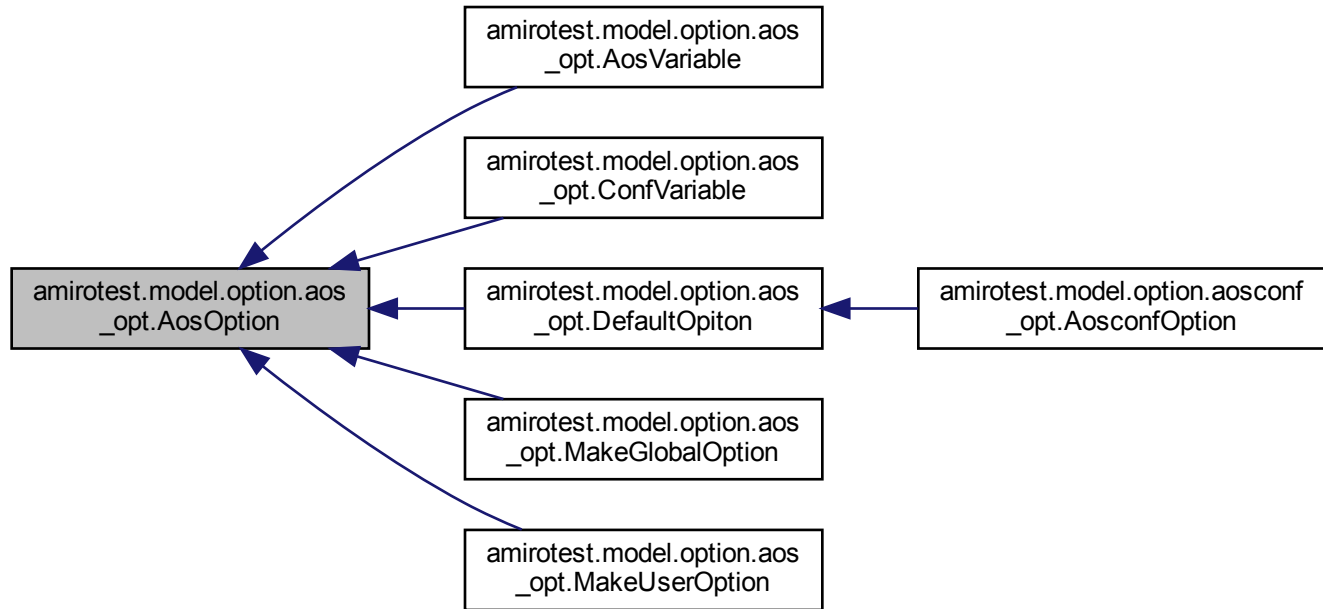 amirotest.model.option.aos
_opt.AosVariable
amirotest.model.option.aos
_opt.ConfVariable
amirotest.model.option.aos
_opt.AosOption
amirotest.model.option.aos
_opt.DefaultOpiton
amirotest.model.option.aosconf
_opt.AosconfOption
amirotest.model.option.aos
_opt.MakeGlobalOption
amirotest.model.option.aos
_opt.MakeUserOption